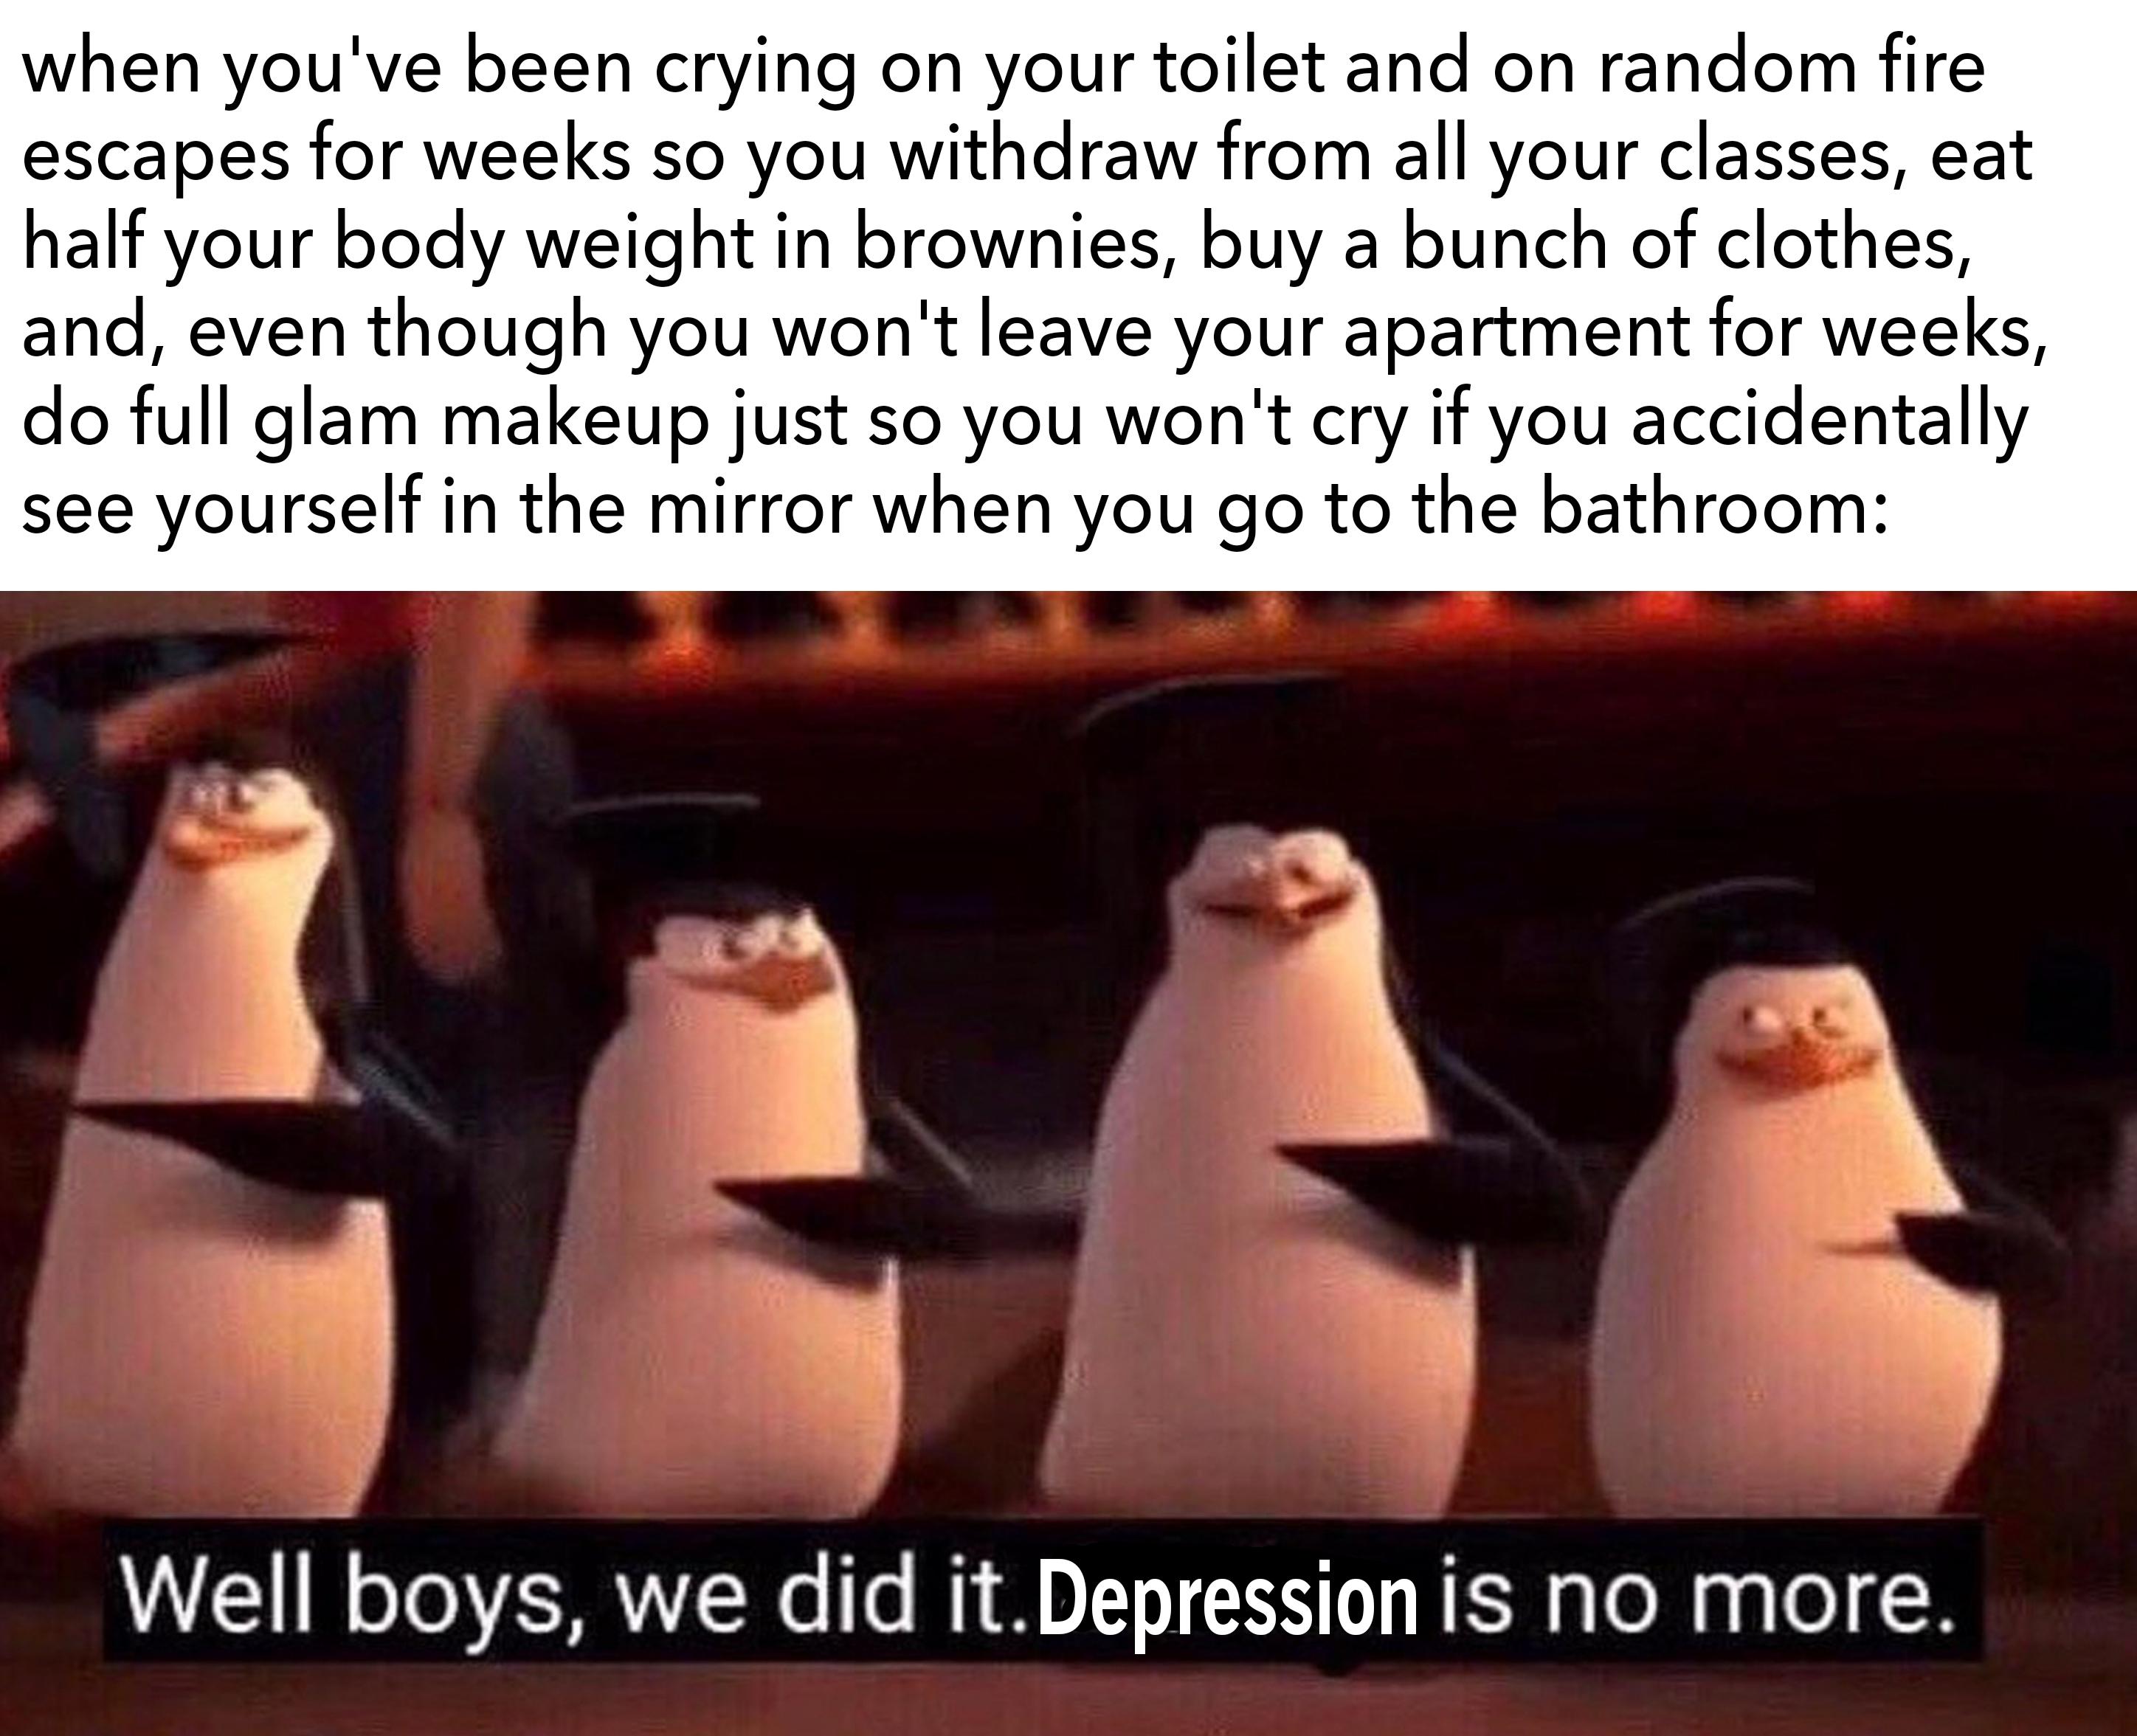 when you've been crying on your toilet and on random fire
escapes for weeks so you withdraw from all your classes, eat
half your body weight in brownies, buy a bunch of clothes,
and, even though you won't leave your apartment for weeks,
do full glam makeup just so you won't cry if you accidentally
see yourself in the mirror when you go to the bathroom:
Well boys, we did it. Depression is no more.